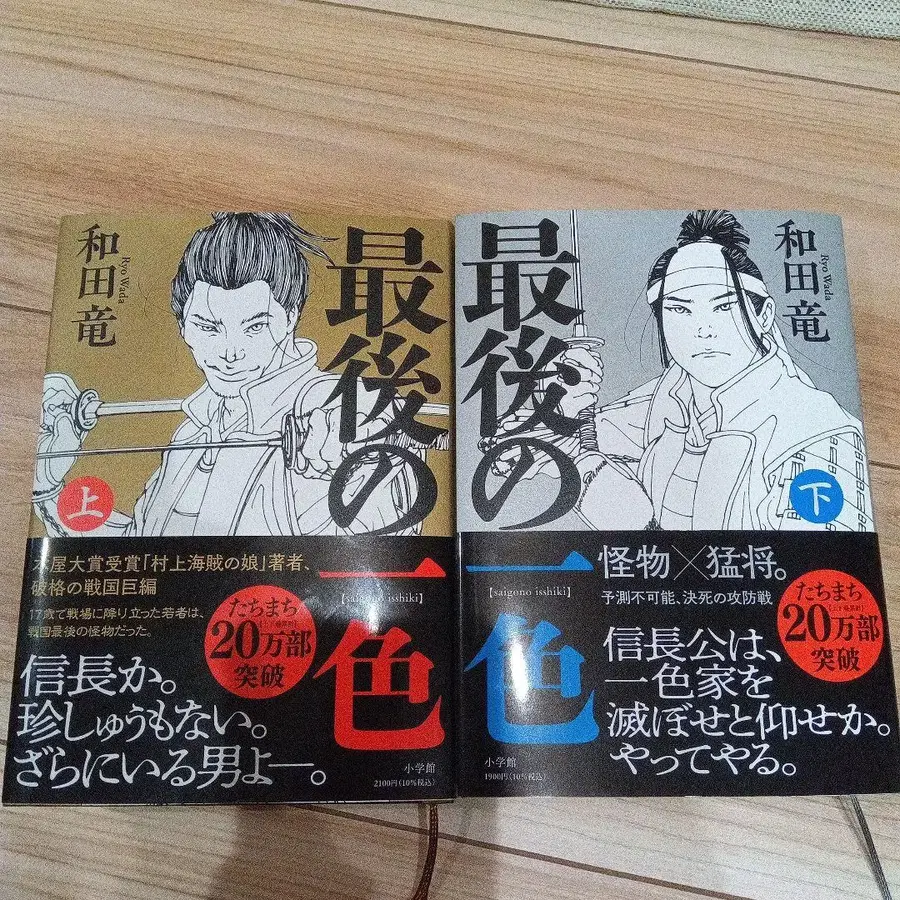 和田竜
Ryo Wada
最後の
一色
【saigono isshiki】
上
本屋大賞受賞「村上海賊の娘」著者、
破格の戦国巨編
17歳で戦場に降り立った若者は、
戦国最後の怪物だった。
たちまち
20万部
突破
信長か。
珍しゅうもない。
ざらにいる男よ―。
小学館
2100円(10%税込)
和田竜
Ryo Wada
最後の
一色
【saigono isshiki】
下
怪物×猛将。
予測不可能、決死の攻防戦
たちまち
20万部
突破
信長公は、
一色家を
滅ぼせと仰せか。
やってやる。
小学館
1900円(10%税込)